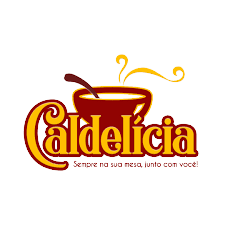 Caldelícia
Sempre na sua mesa, junto com você!